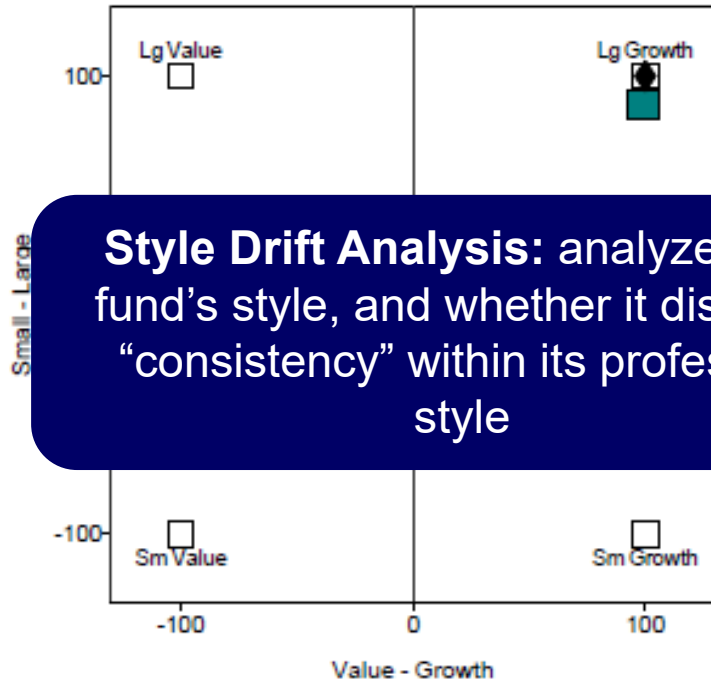 Lg Value
Lg Growth
100
Small - Large
Style Drift Analysis: analyze
fund's style, and whether it dis
“consistency” within its profes
style
-100
Sm Value
Sm Growth
-100
0
100
Value - Growth